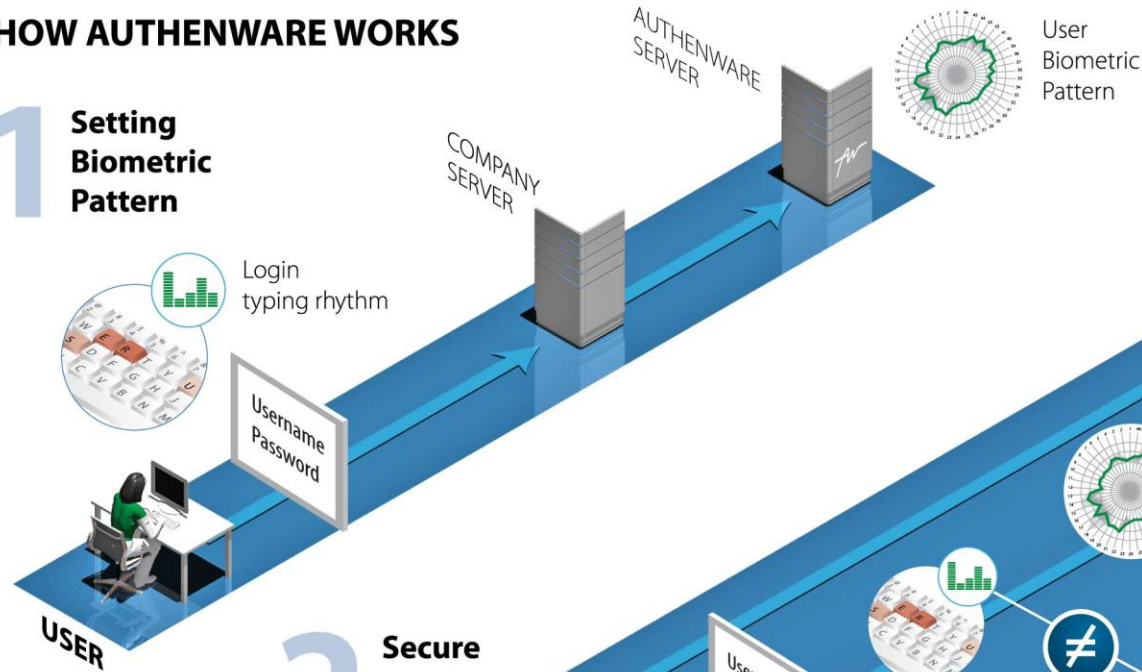 HOW AUTHENWARE WORKS
1
Setting
Biometric
Pattern
Login
typing rhythm
COMPANY
SERVER
AUTHENWARE
SERVER
AW
User
Biometric
Pattern
Username
Password
USER
2
Secure
≠